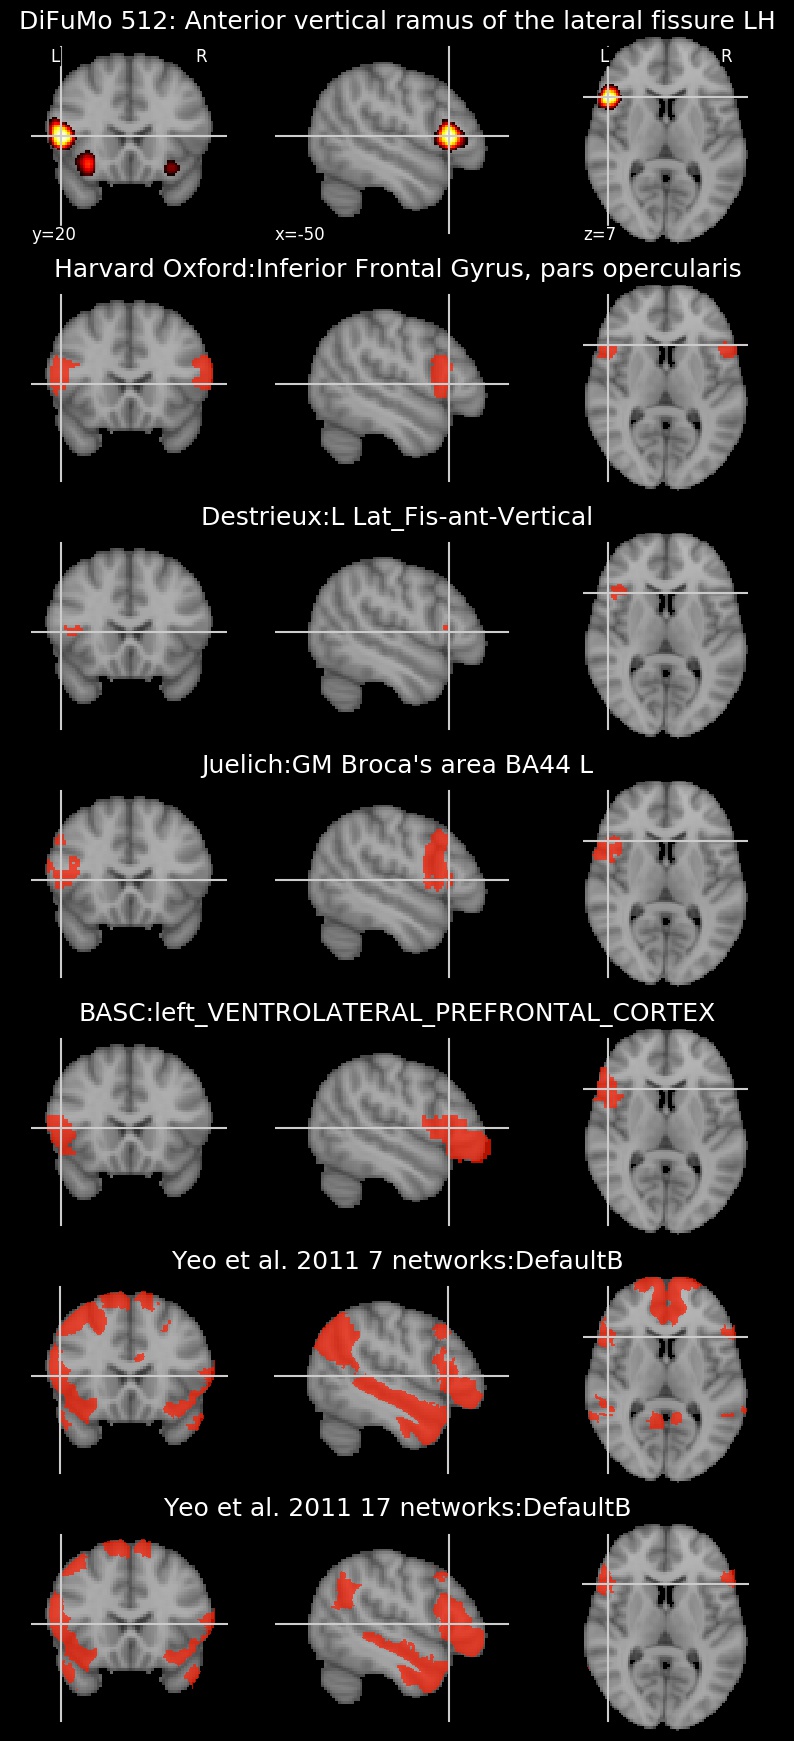 DiFuMo 512: Anterior vertical ramus of the lateral fissure LH
L R L R
y=20 x=-50 z=7
Harvard Oxford:Inferior Frontal Gyrus, pars opercularis
Destrieux:L Lat_Fis-ant-Vertical
Juelich:GM Broca's area BA44 L
BASC:left_VENTROLATERAL_PREFRONTAL_CORTEX
Yeo et al. 2011 7 networks:DefaultB
Yeo et al. 2011 17 networks:DefaultB